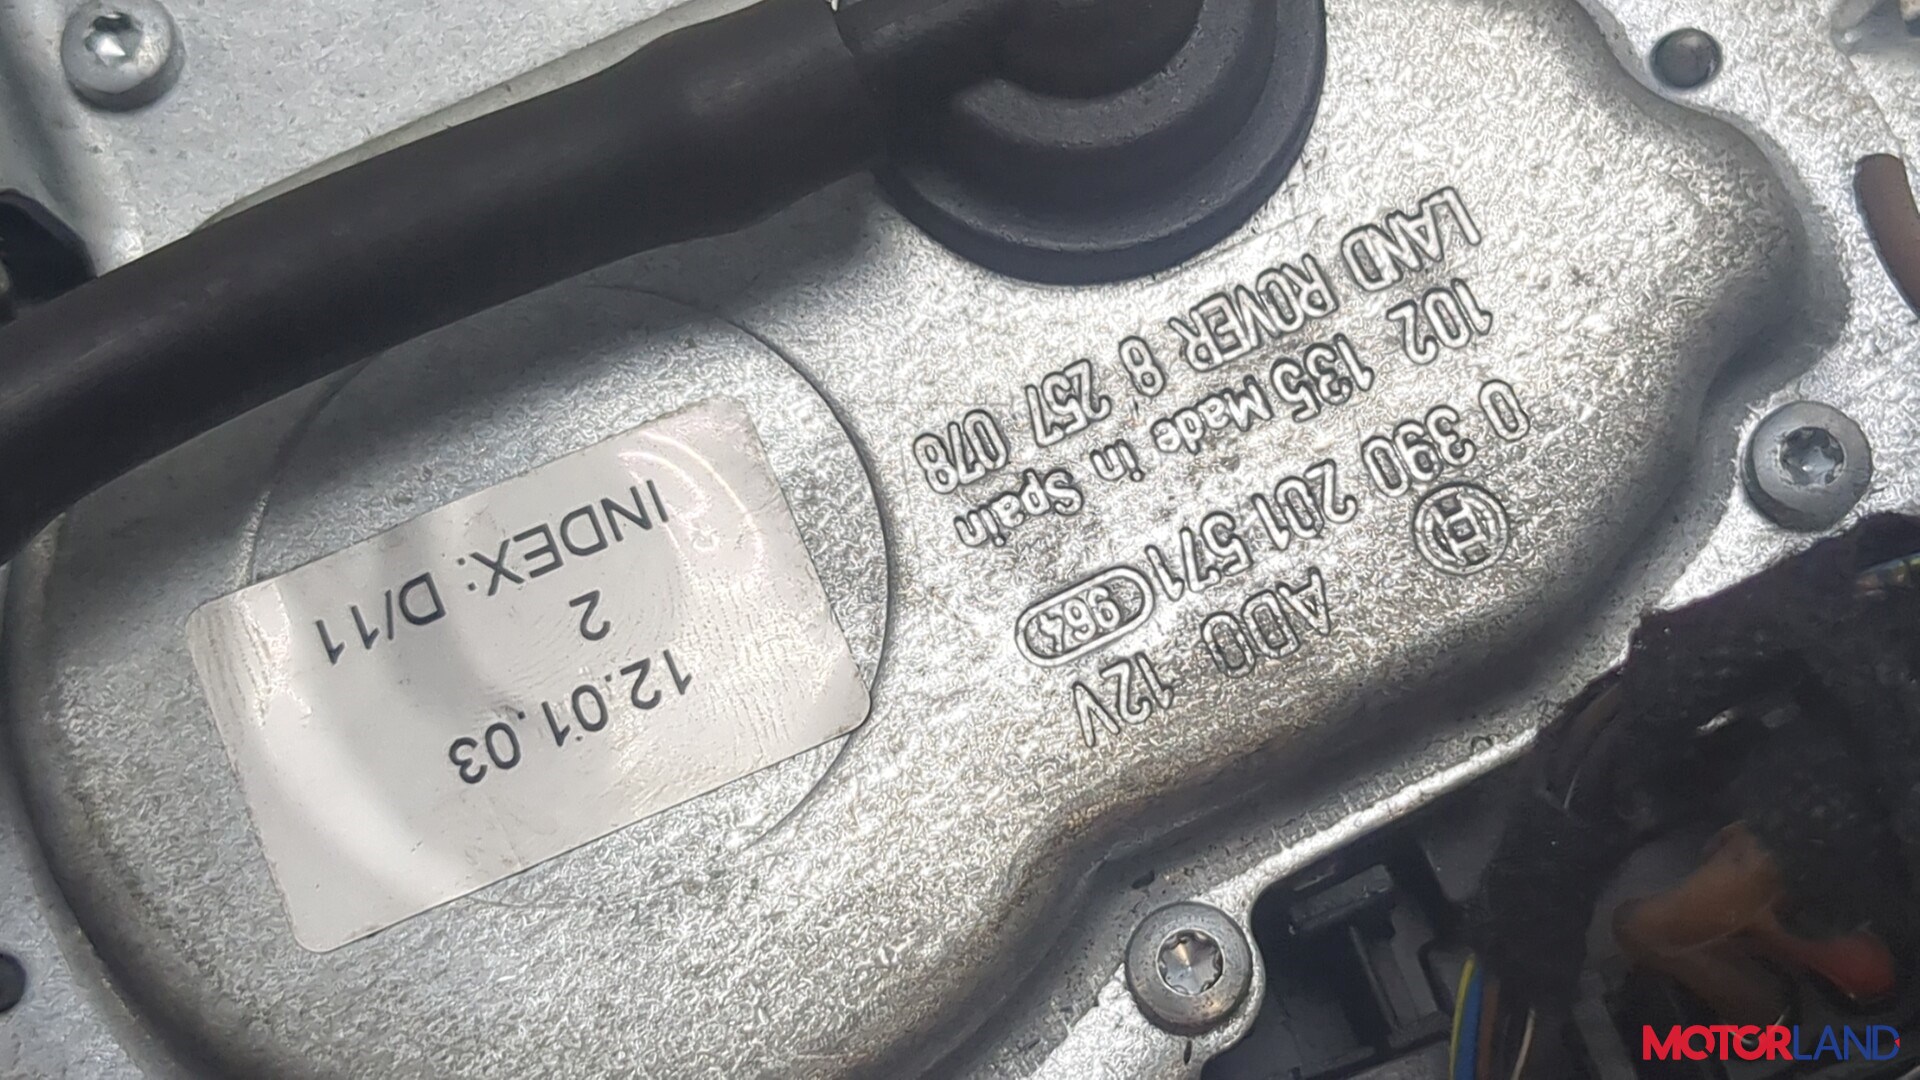 ADO 12V
0 390 201 571 964
102 135 Made in Spain
LAND ROVER 8 257 078
12.01.03
2
INDEX: D/11
MOTORLAND